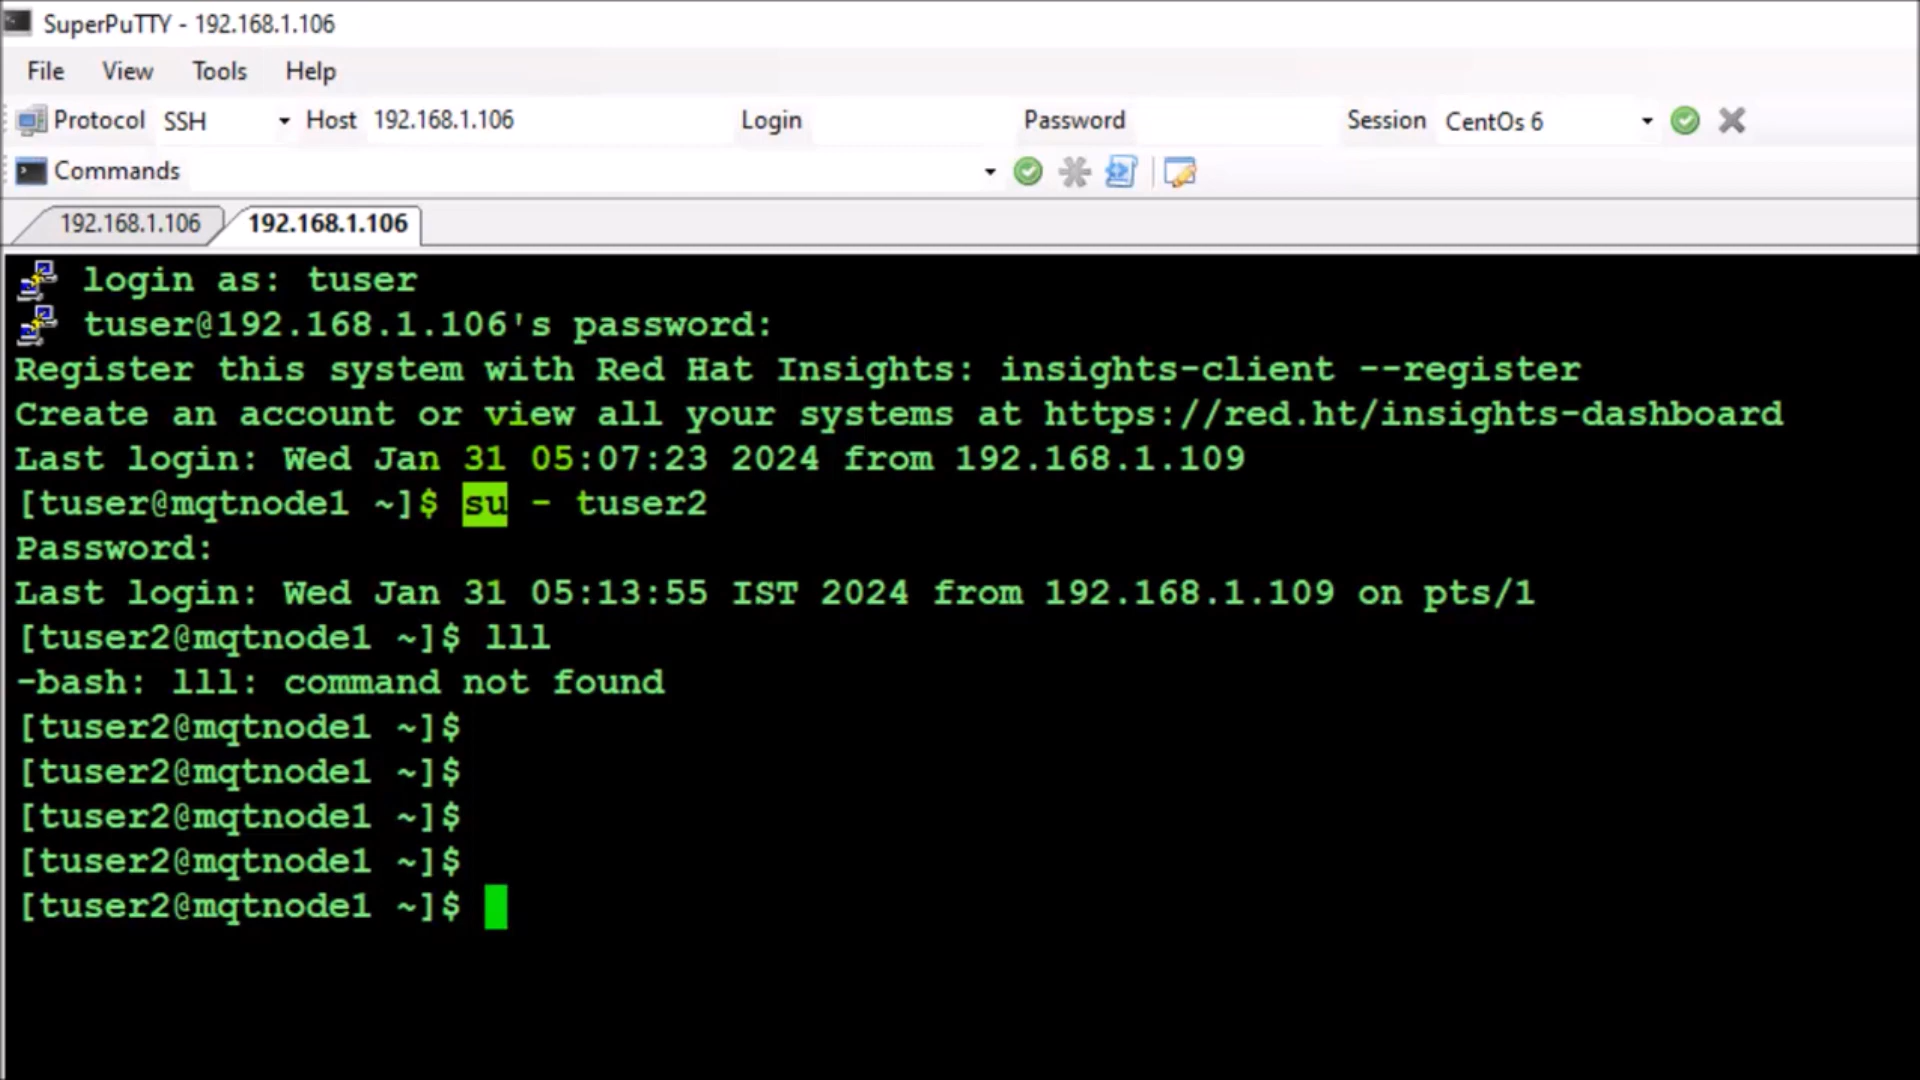 SuperPuTTY - 192.168.1.106
File View Tools Help
Protocol SSH Host 192.168.1.106 Login Password Session CentOs 6
Commands
192.168.1.106 192.168.1.106
login as: tuser
tuser@192.168.1.106's password:
Register this system with Red Hat Insights: insights-client --register
Create an account or view all your systems at https://red.ht/insights-dashboard
Last login: Wed Jan 31 05:07:23 2024 from 192.168.1.109
[tuser@mqtnode1 ~]$ su - tuser2
Password:
Last login: Wed Jan 31 05:13:55 IST 2024 from 192.168.1.109 on pts/1
[tuser2@mqtnode1 ~]$ lll
-bash: lll: command not found
[tuser2@mqtnode1 ~]$
[tuser2@mqtnode1 ~]$
[tuser2@mqtnode1 ~]$
[tuser2@mqtnode1 ~]$
[tuser2@mqtnode1 ~]$